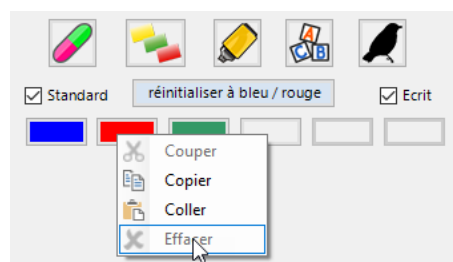 A
B
C
Standard
réinitialiser à bleu / rouge
Ecrit
Couper
Copier
Coller
Effacer